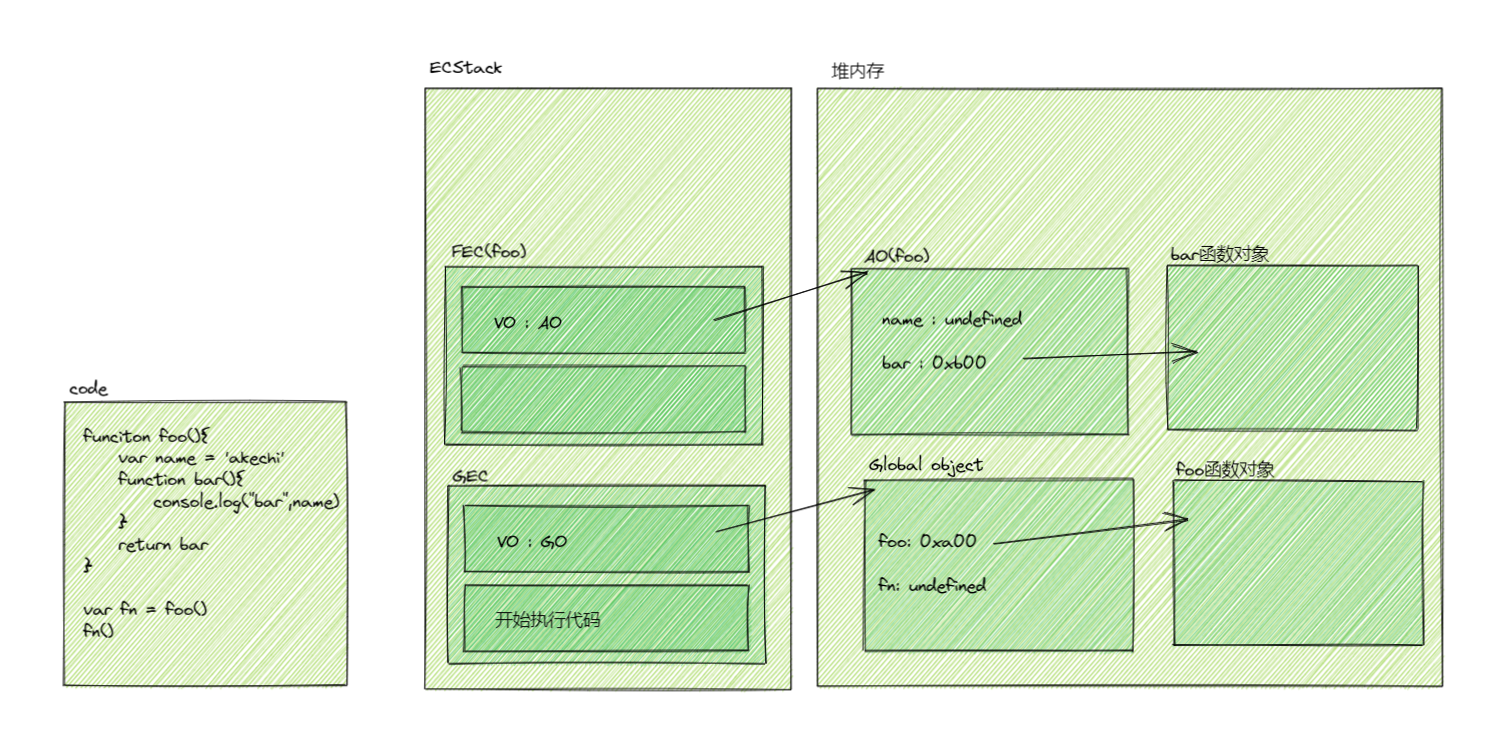 ECStack
堆内存
FEC(foo)
VO : AO
AO(foo)
name : undefined
bar : 0xb00
bar函数对象
code
funciton foo(){
var name = 'akechi'
function bar(){
console.log("bar",name)
}
return bar
}
var fn = foo()
fn()
GEC
VO : GO
开始执行代码
Global object
foo: 0xa00
fn: undefined
foo函数对象